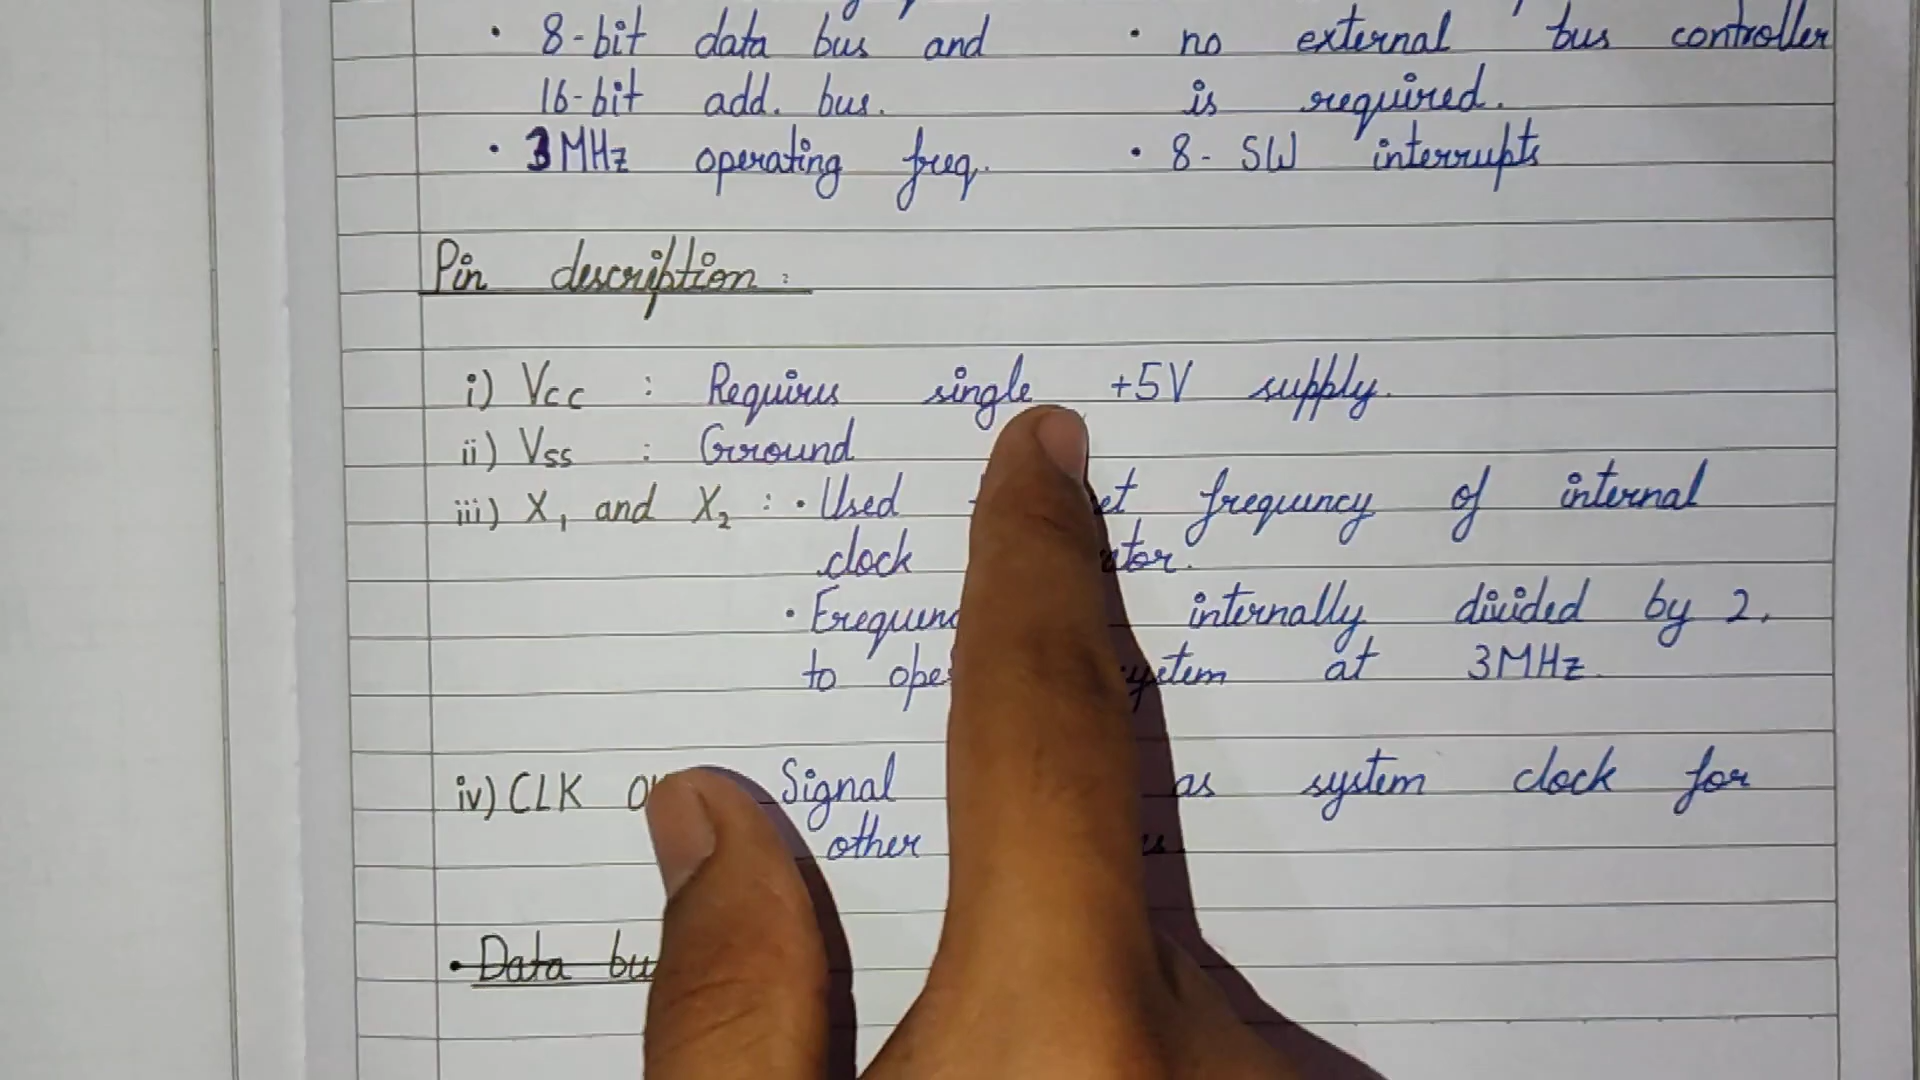 · 8-bit data bus and
16-bit add. bus.
· 3MHz operating freq.
· no external bus controller
is required.
· 8- SW interrupts
Pin description :
i) Vcc : Requires single +5V supply.
ii) Vss : Ground
iii) X1 and X2 : · Used frequency of internal
clock
· internally divided by 2.
to system at 3MHz.
iv) CLK Signal as system clock for
other
· Data